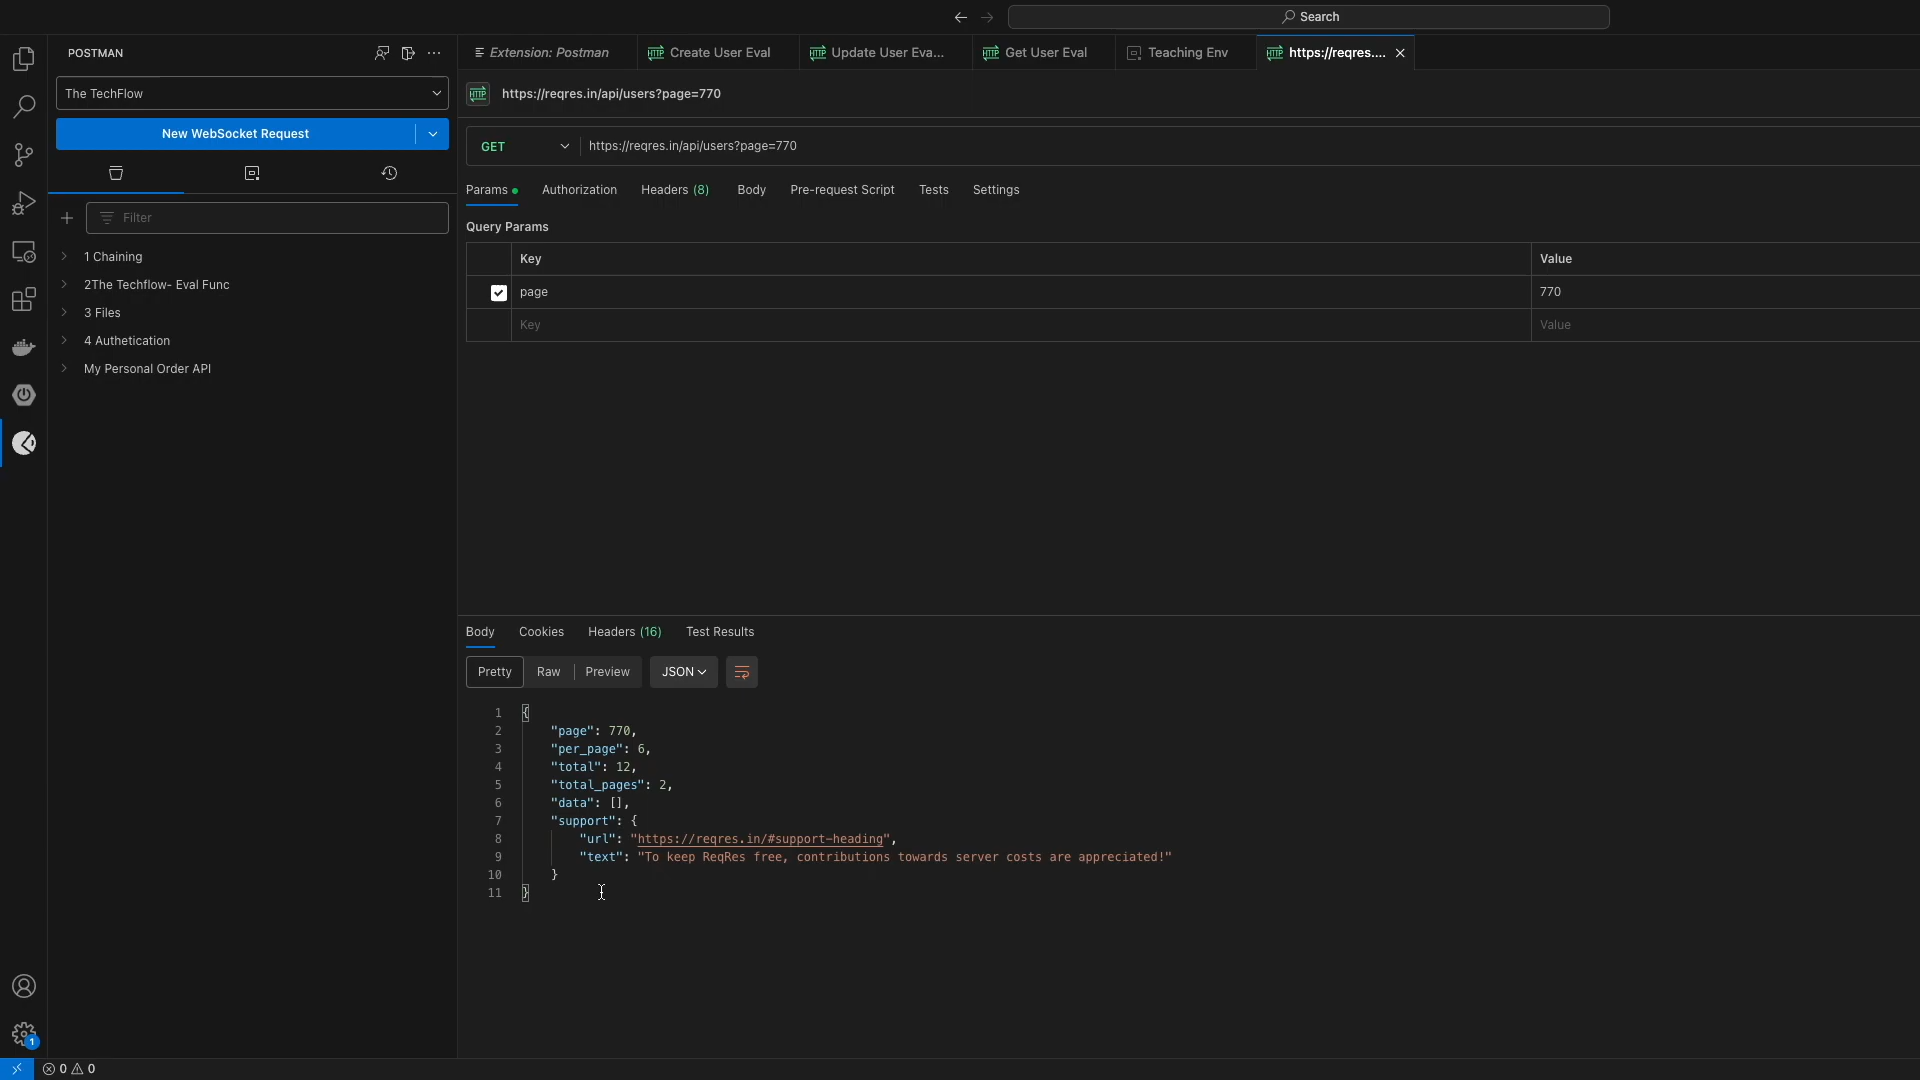 Search
POSTMAN
Extension: Postman
HTTP Create User Eval
HTTP Update User Eva...
HTTP Get User Eval
Teaching Env
HTTP https://reqres....
The TechFlow
HTTP https://reqres.in/api/users?page=770
New WebSocket Request
GET https://reqres.in/api/users?page=770
Params Authorization Headers (8) Body Pre-request Script Tests Settings
Filter
Query Params
Key Value
page 770
Key Value
1 Chaining
2The Techflow- Eval Func
3 Files
4 Authetication
My Personal Order API
Body Cookies Headers (16) Test Results
Pretty Raw Preview JSON
1 {
2 "page": 770,
3 "per_page": 6,
4 "total": 12,
5 "total_pages": 2,
6 "data": [],
7 "support": {
8 "url": "https://reqres.in/#support-heading",
9 "text": "To keep ReqRes free, contributions towards server costs are appreciated!"
10 }
11 }
1
0 0